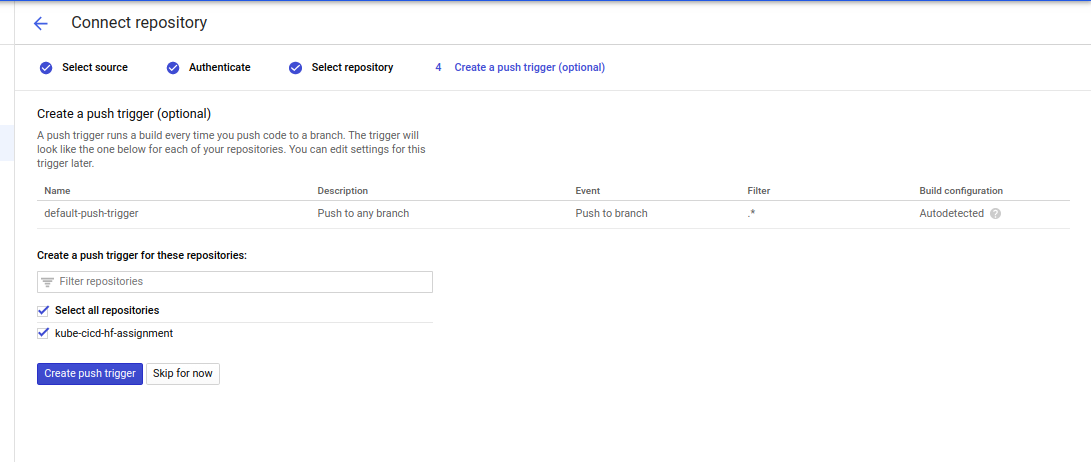 Connect repository
Select source Authenticate Select repository 4 Create a push trigger (optional)
Create a push trigger (optional)
A push trigger runs a build every time you push code to a branch. The trigger will
look like the one below for each of your repositories. You can edit settings for this
trigger later.
Name Description Event Filter Build configuration
default-push-trigger Push to any branch Push to branch .* Autodetected ?
Create a push trigger for these repositories:
Filter repositories
Select all repositories
kube-cicd-hf-assignment
Create push trigger Skip for now